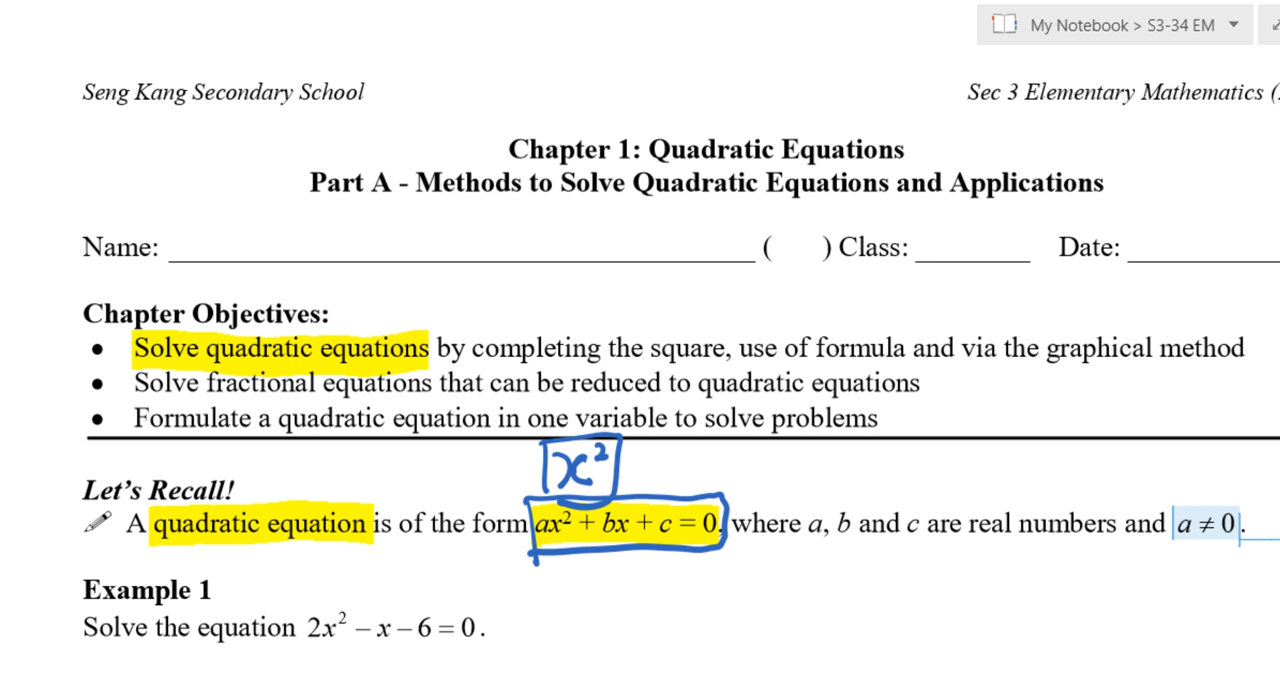 My Notebook > S3-34 EM
Seng Kang Secondary School
Sec 3 Elementary Mathematics (
Chapter 1: Quadratic Equations
Part A - Methods to Solve Quadratic Equations and Applications
Name: ____________________ ( ) Class: ________ Date: ________
Chapter Objectives:
• Solve quadratic equations by completing the square, use of formula and via the graphical method
• Solve fractional equations that can be reduced to quadratic equations
• Formulate a quadratic equation in one variable to solve problems
x²
Let's Recall!
A quadratic equation is of the form ax² + bx + c = 0, where a, b and c are real numbers and a ≠ 0.
Example 1
Solve the equation 2x² – x – 6 = 0.